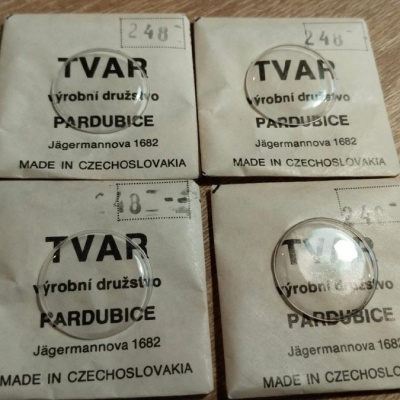 248
TVAR
výrobní družstvo
PARDUBICE
Jägermannova 1682
MADE IN CZECHOSLOVAKIA
248
TVAR
výrobní družstvo
PARDUBICE
Jägermannova 1682
MADE IN CZECHOSLOVAKIA
TVAR
výrobní družstvo
PARDUBICE
Jägermannova 1682
MADE IN CZECHOSLOVAKIA
TVAR
výrobní družstvo
PARDUBICE
Jägermannova 1682
MADE IN CZECHOSLOVAKIA